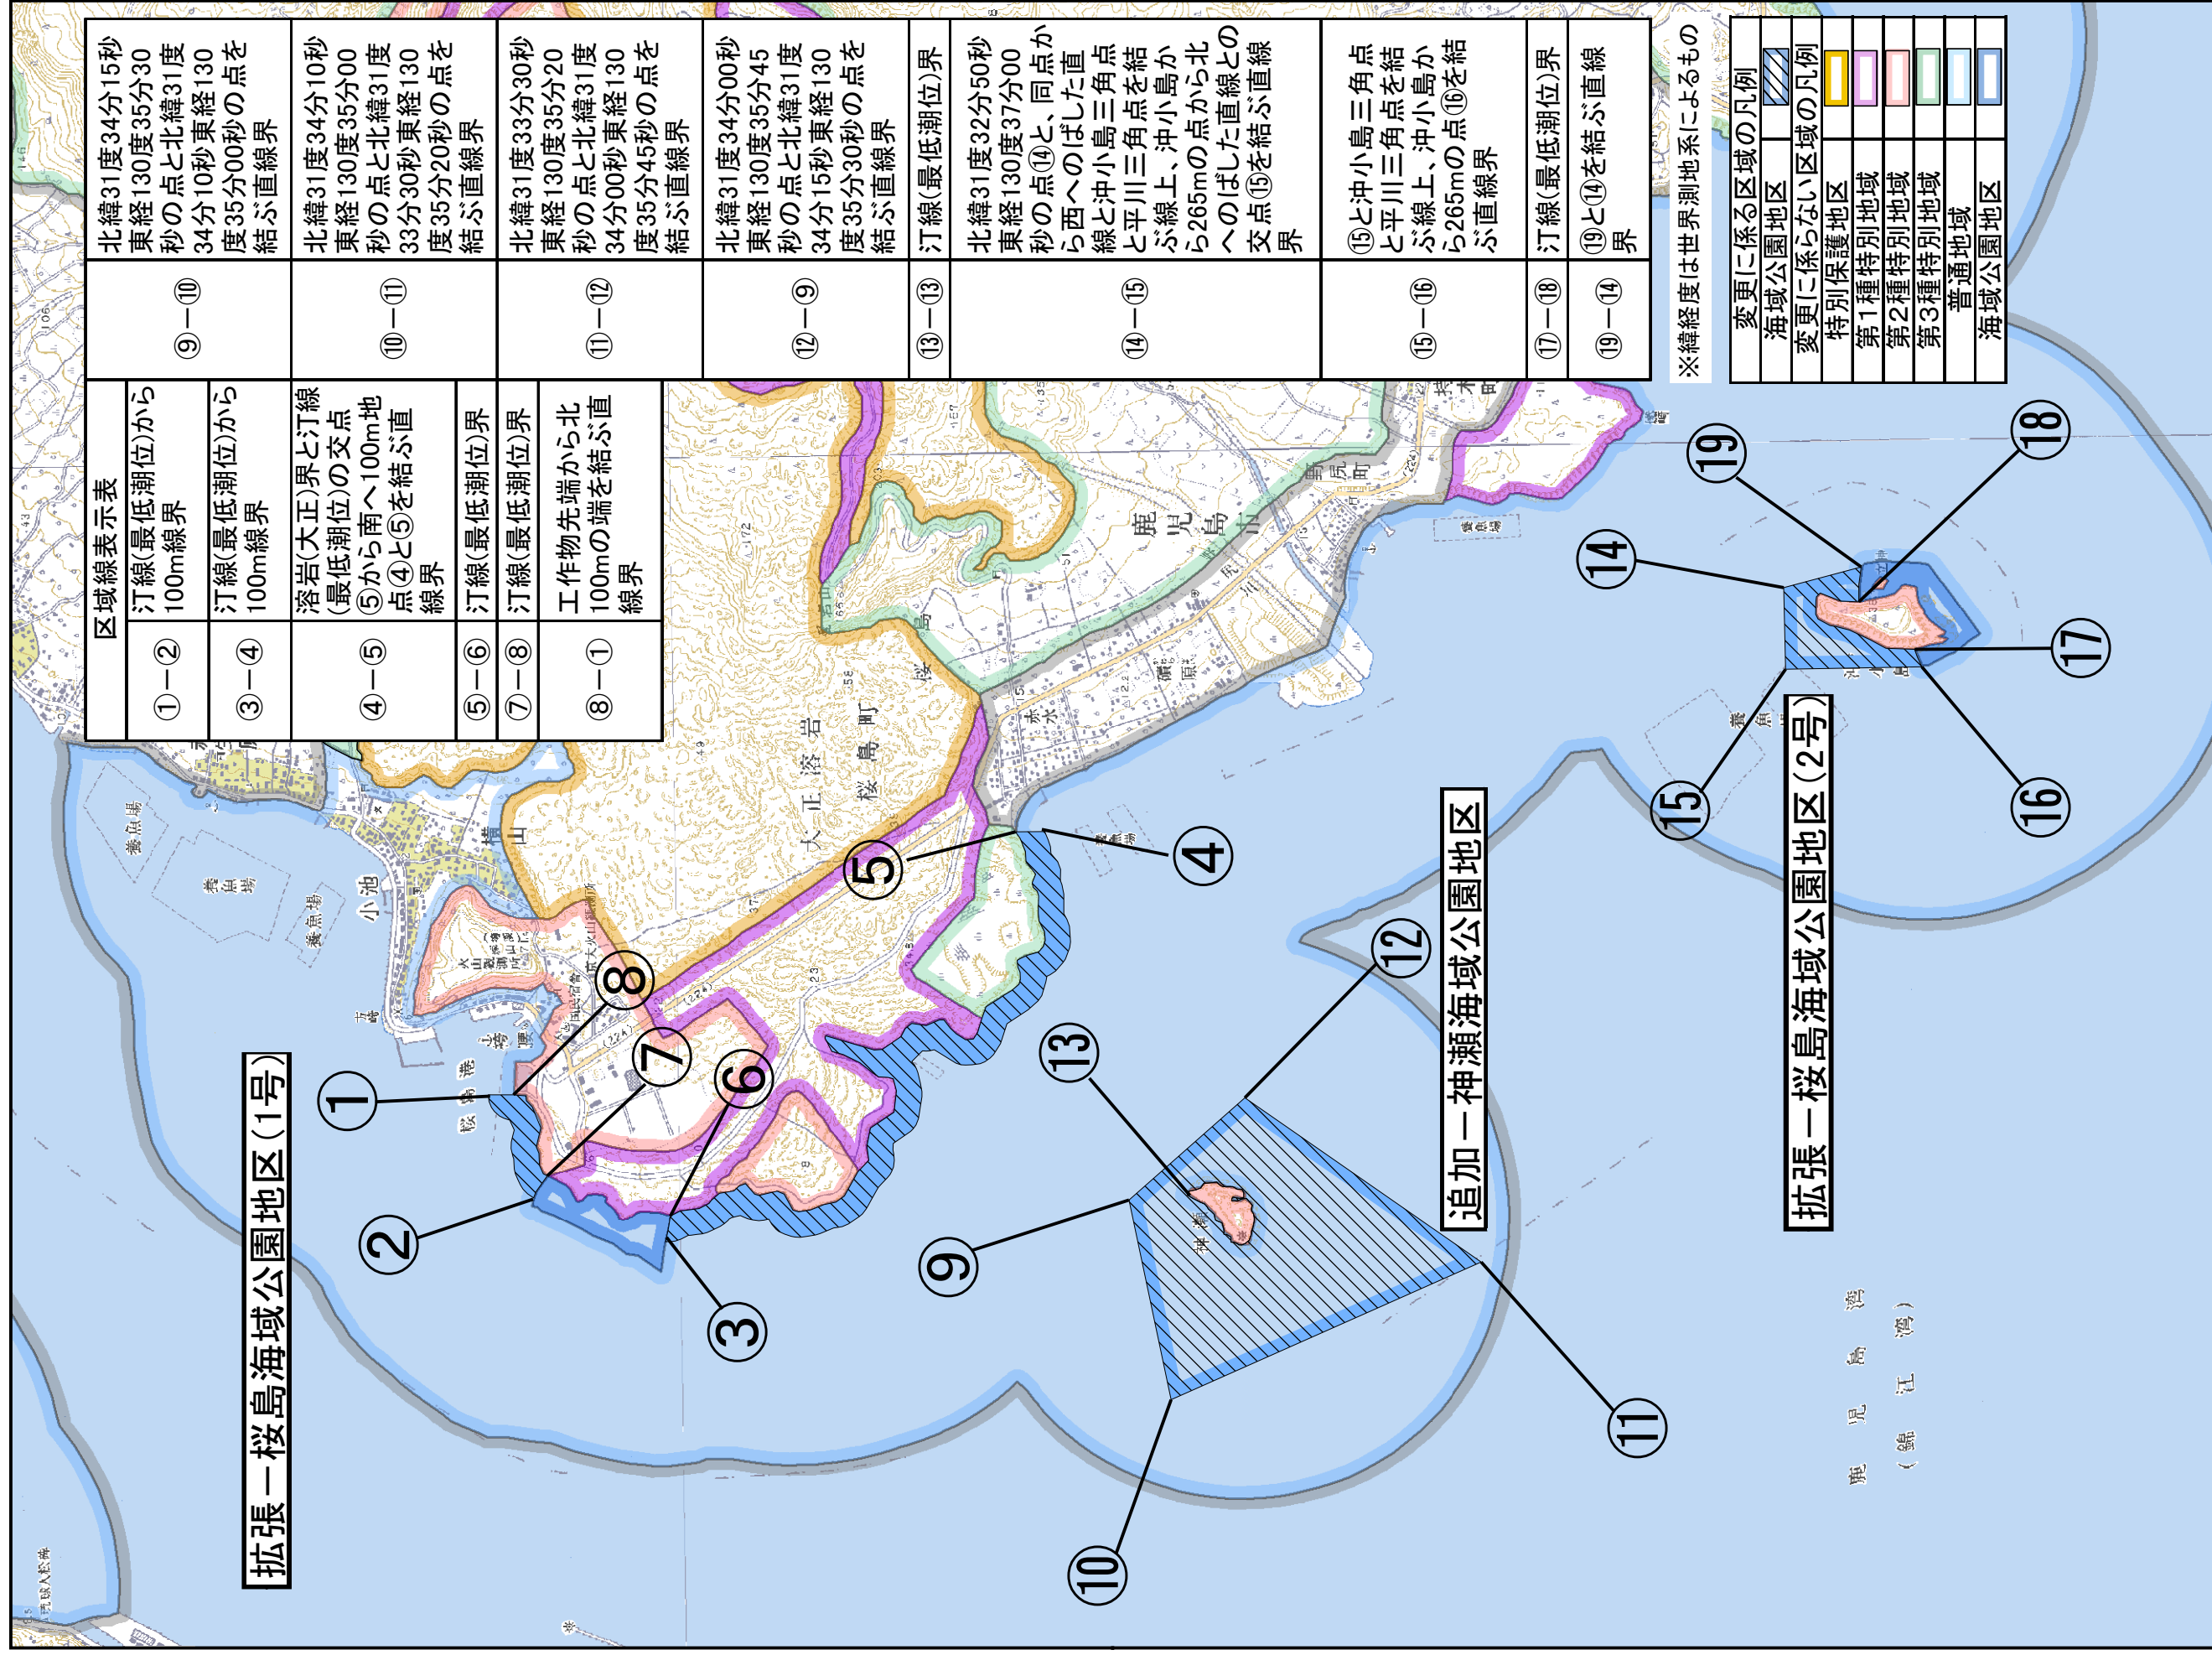 区域線表示表
①－②
汀線(最低潮位)から
100m線界
③－④
汀線(最低潮位)から
100m線界
④－⑤
溶岩(大正)界と汀線
(最低潮位)の交点
⑤から南へ100m地
点④と⑤を結ぶ直
線界
⑤－⑥
汀線(最低潮位)界
⑦－⑧
汀線(最低潮位)界
⑧－①
工作物先端から北
100mの端を結ぶ直
線界
⑨－⑩
北緯31度34分15秒
東経130度35分30
秒の点と北緯31度
34分10秒東経130
度35分00秒の点を
結ぶ直線界
⑩－⑪
北緯31度34分10秒
東経130度35分00
秒の点と北緯31度
33分30秒東経130
度35分20秒の点を
結ぶ直線界
⑪－⑫
北緯31度33分30秒
東経130度35分20
秒の点と北緯31度
34分00秒東経130
度35分45秒の点を
結ぶ直線界
⑫－⑨
北緯31度34分00秒
東経130度35分45
秒の点と北緯31度
34分15秒東経130
度35分30秒の点を
結ぶ直線界
⑬－⑬
汀線(最低潮位)界
⑭－⑮
北緯31度32分50秒
東経130度37分00
秒の点⑭と、同点か
ら西へのばした直
線と沖小島三角点
と平川三角点を結
ぶ線上、沖小島か
ら265mの点から北
へのばした直線との
交点⑮を結ぶ直線
界
⑮－⑯
⑮と沖小島三角点
と平川三角点を結
ぶ線上、沖小島か
ら265mの点⑯を結
ぶ直線界
⑰－⑱
汀線(最低潮位)界
⑲－⑭
⑲と⑭を結ぶ直線
界
※緯経度は世界測地系によるもの
変更に係る区域の凡例
海域公園地区
変更に係らない区域の凡例
特別保護地区
第1種特別地域
第2種特別地域
第3種特別地域
普通地域
海域公園地区
拡張－桜島海域公園地区(1号)
追加－神瀬海域公園地区
拡張－桜島海域公園地区(2号)
①
②
③
④
⑤
⑥
⑦
⑧
⑨
⑩
⑪
⑫
⑬
⑭
⑮
⑯
⑰
⑱
⑲
養魚場
養魚場
養魚場
小池
横山
桜島港
大正溶岩
桜島町
鹿児島市
赤水
野尻町
養魚場
神瀬
鹿児島湾
(錦江湾)